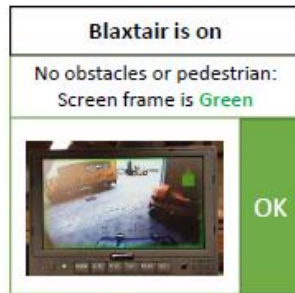 Blaxtair is on
No obstacles or pedestrian:
Screen frame is Green
OK